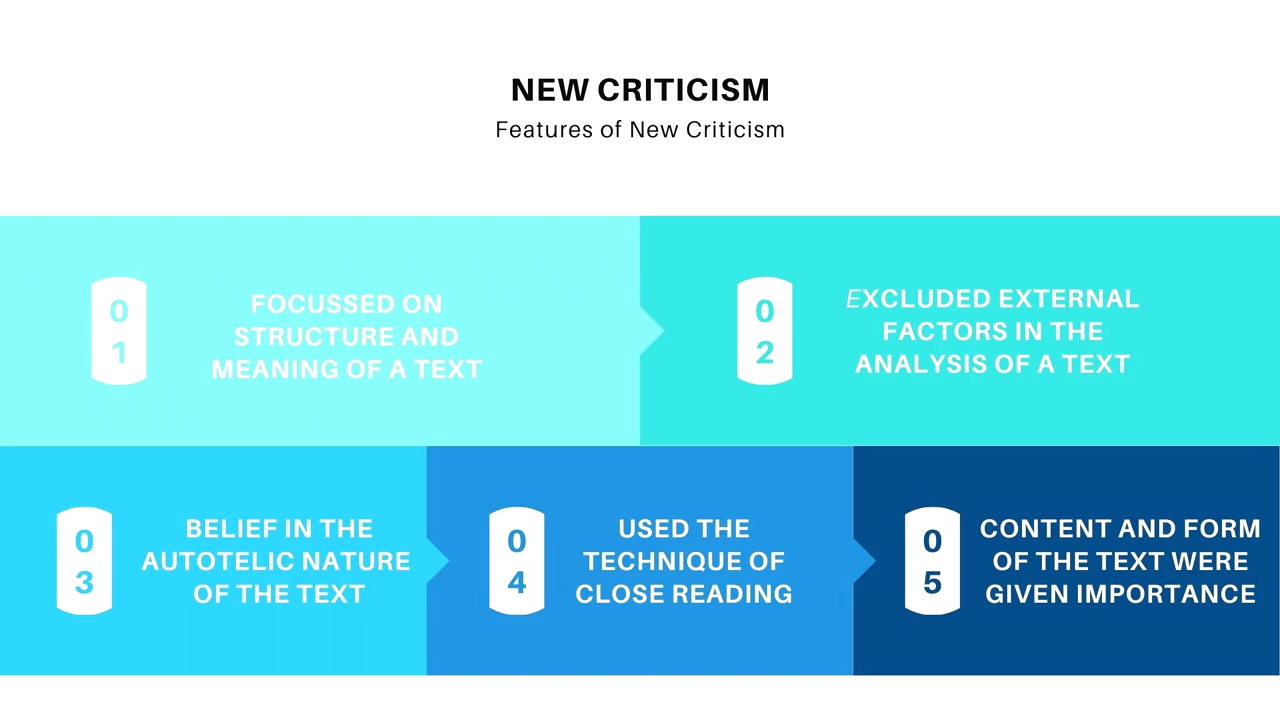 NEW CRITICISM
Features of New Criticism
0
1
FOCUSSED ON
STRUCTURE AND
MEANING OF A TEXT
0
2
EXCLUDED EXTERNAL
FACTORS IN THE
ANALYSIS OF A TEXT
0
3
BELIEF IN THE
AUTOTELIC NATURE
OF THE TEXT
0
4
USED THE
TECHNIQUE OF
CLOSE READING
0
5
CONTENT AND FORM
OF THE TEXT WERE
GIVEN IMPORTANCE